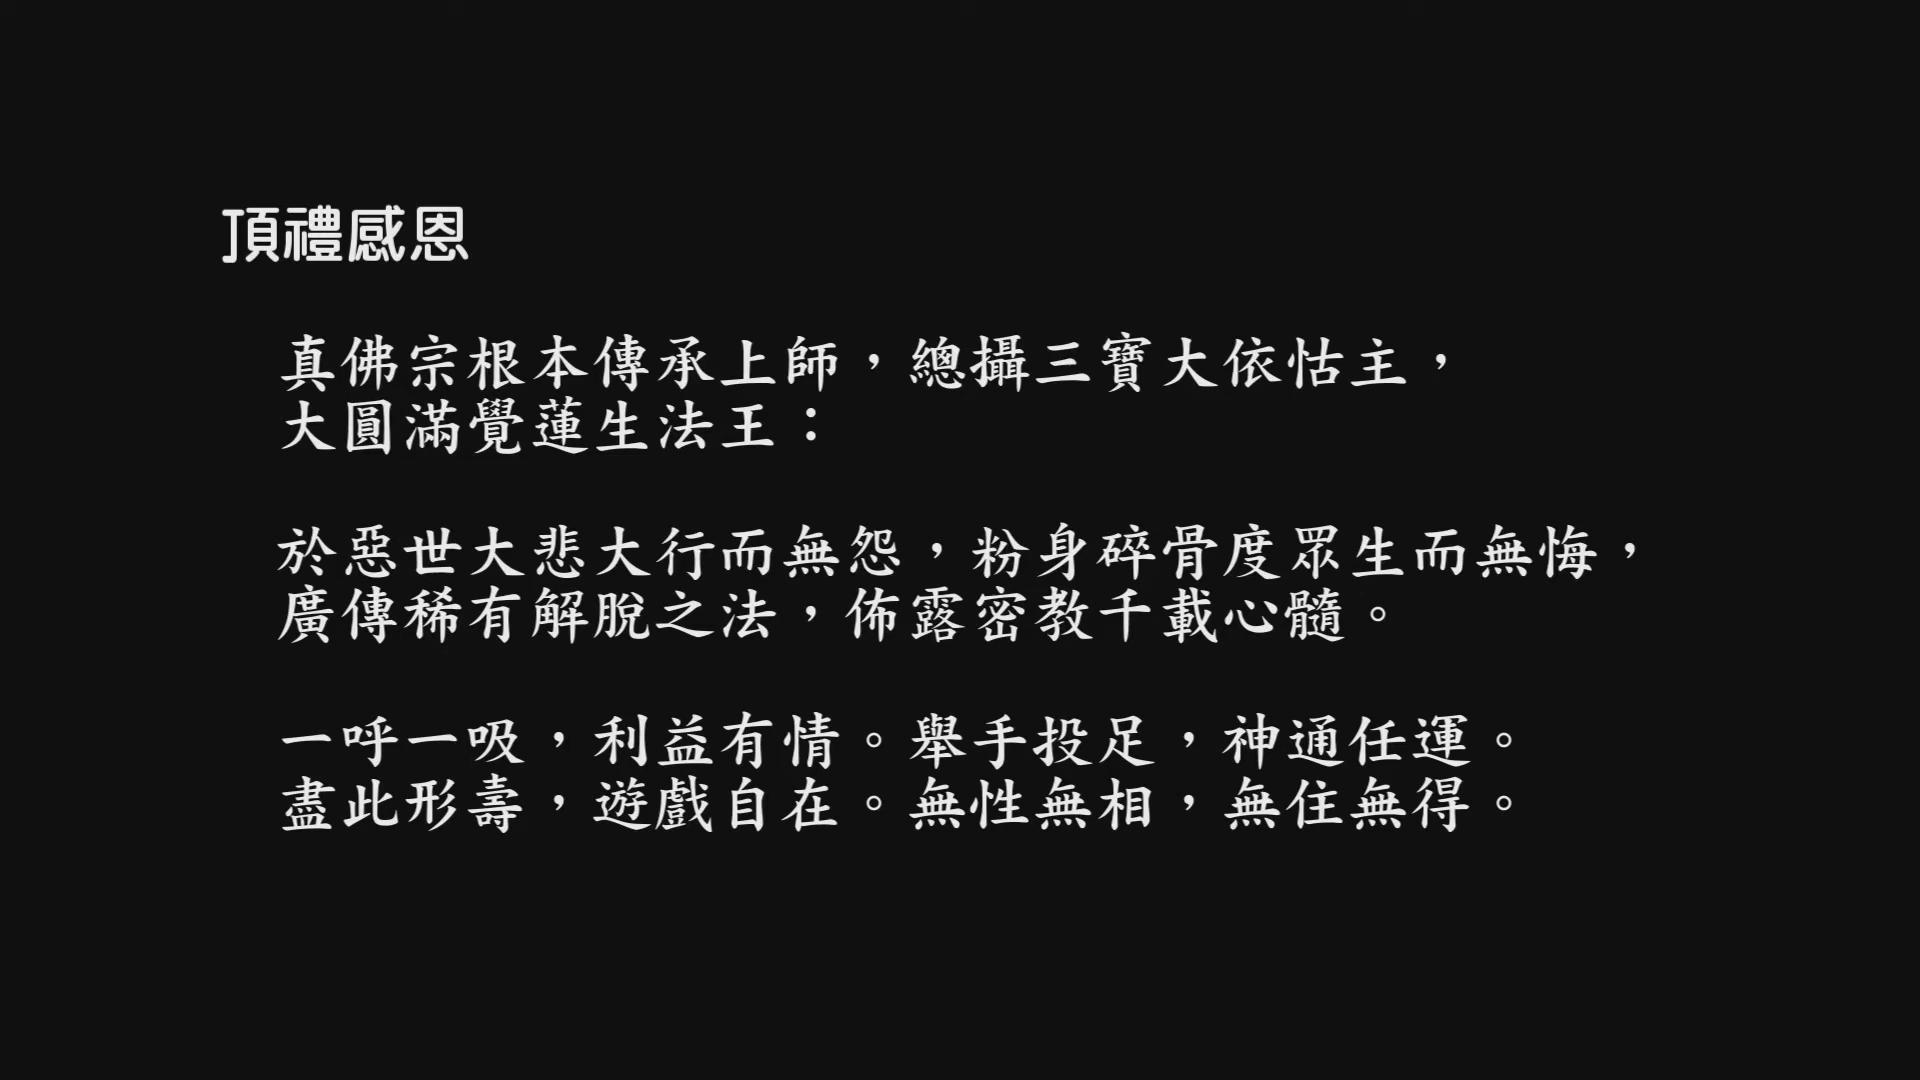 頂禮感恩
真佛宗根本傳承上師，總攝三寶大依怙主，
大圓滿覺蓮生法王：
於惡世大悲大行而無怨，粉身碎骨度眾生而無悔，
廣傳稀有解脫之法，佈露密教千載心髓。
一呼一吸，利益有情。舉手投足，神通任運。
盡此形壽，遊戲自在。無性無相，無住無得。